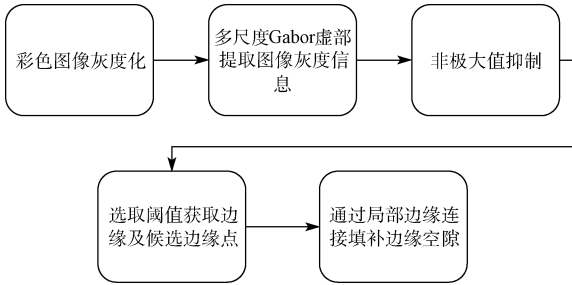 彩色图像灰度化
多尺度Gabor虚部
提取图像灰度信
息
非极大值抑制
选取阈值获取边
缘及候选边缘点
通过局部边缘连
接填补边缘空隙